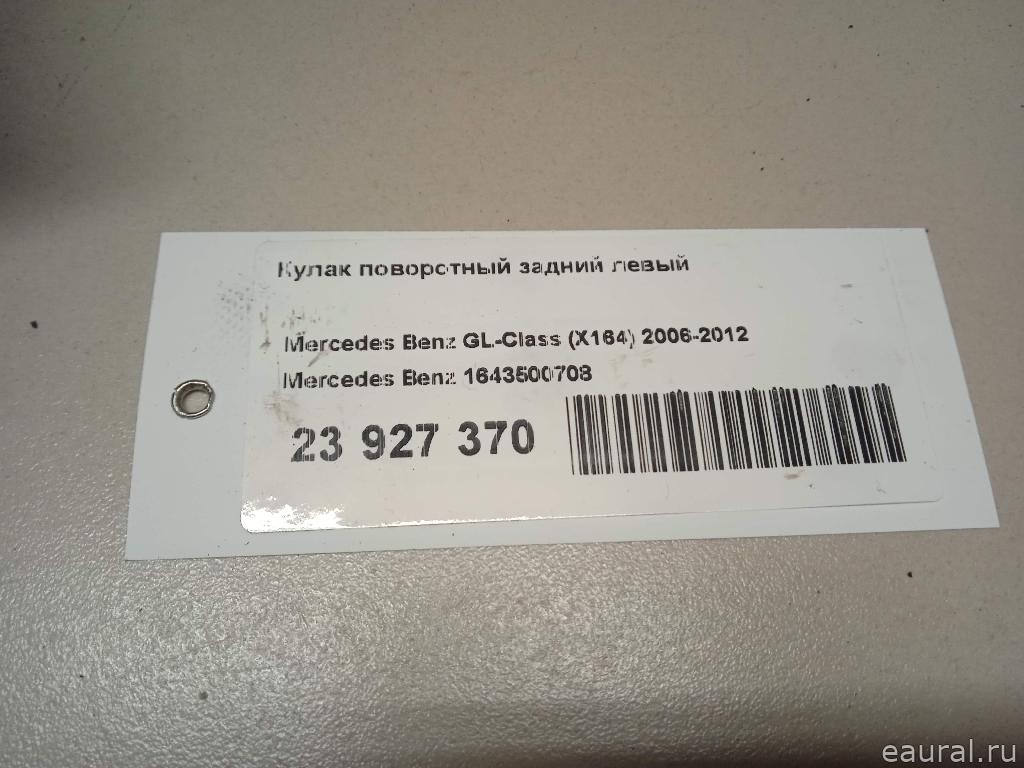 Кулак поворотный задний левый
Mercedes Benz GL-Class (X164) 2006-2012
Mercedes Benz 1643500708
23 927 370
eaural.ru